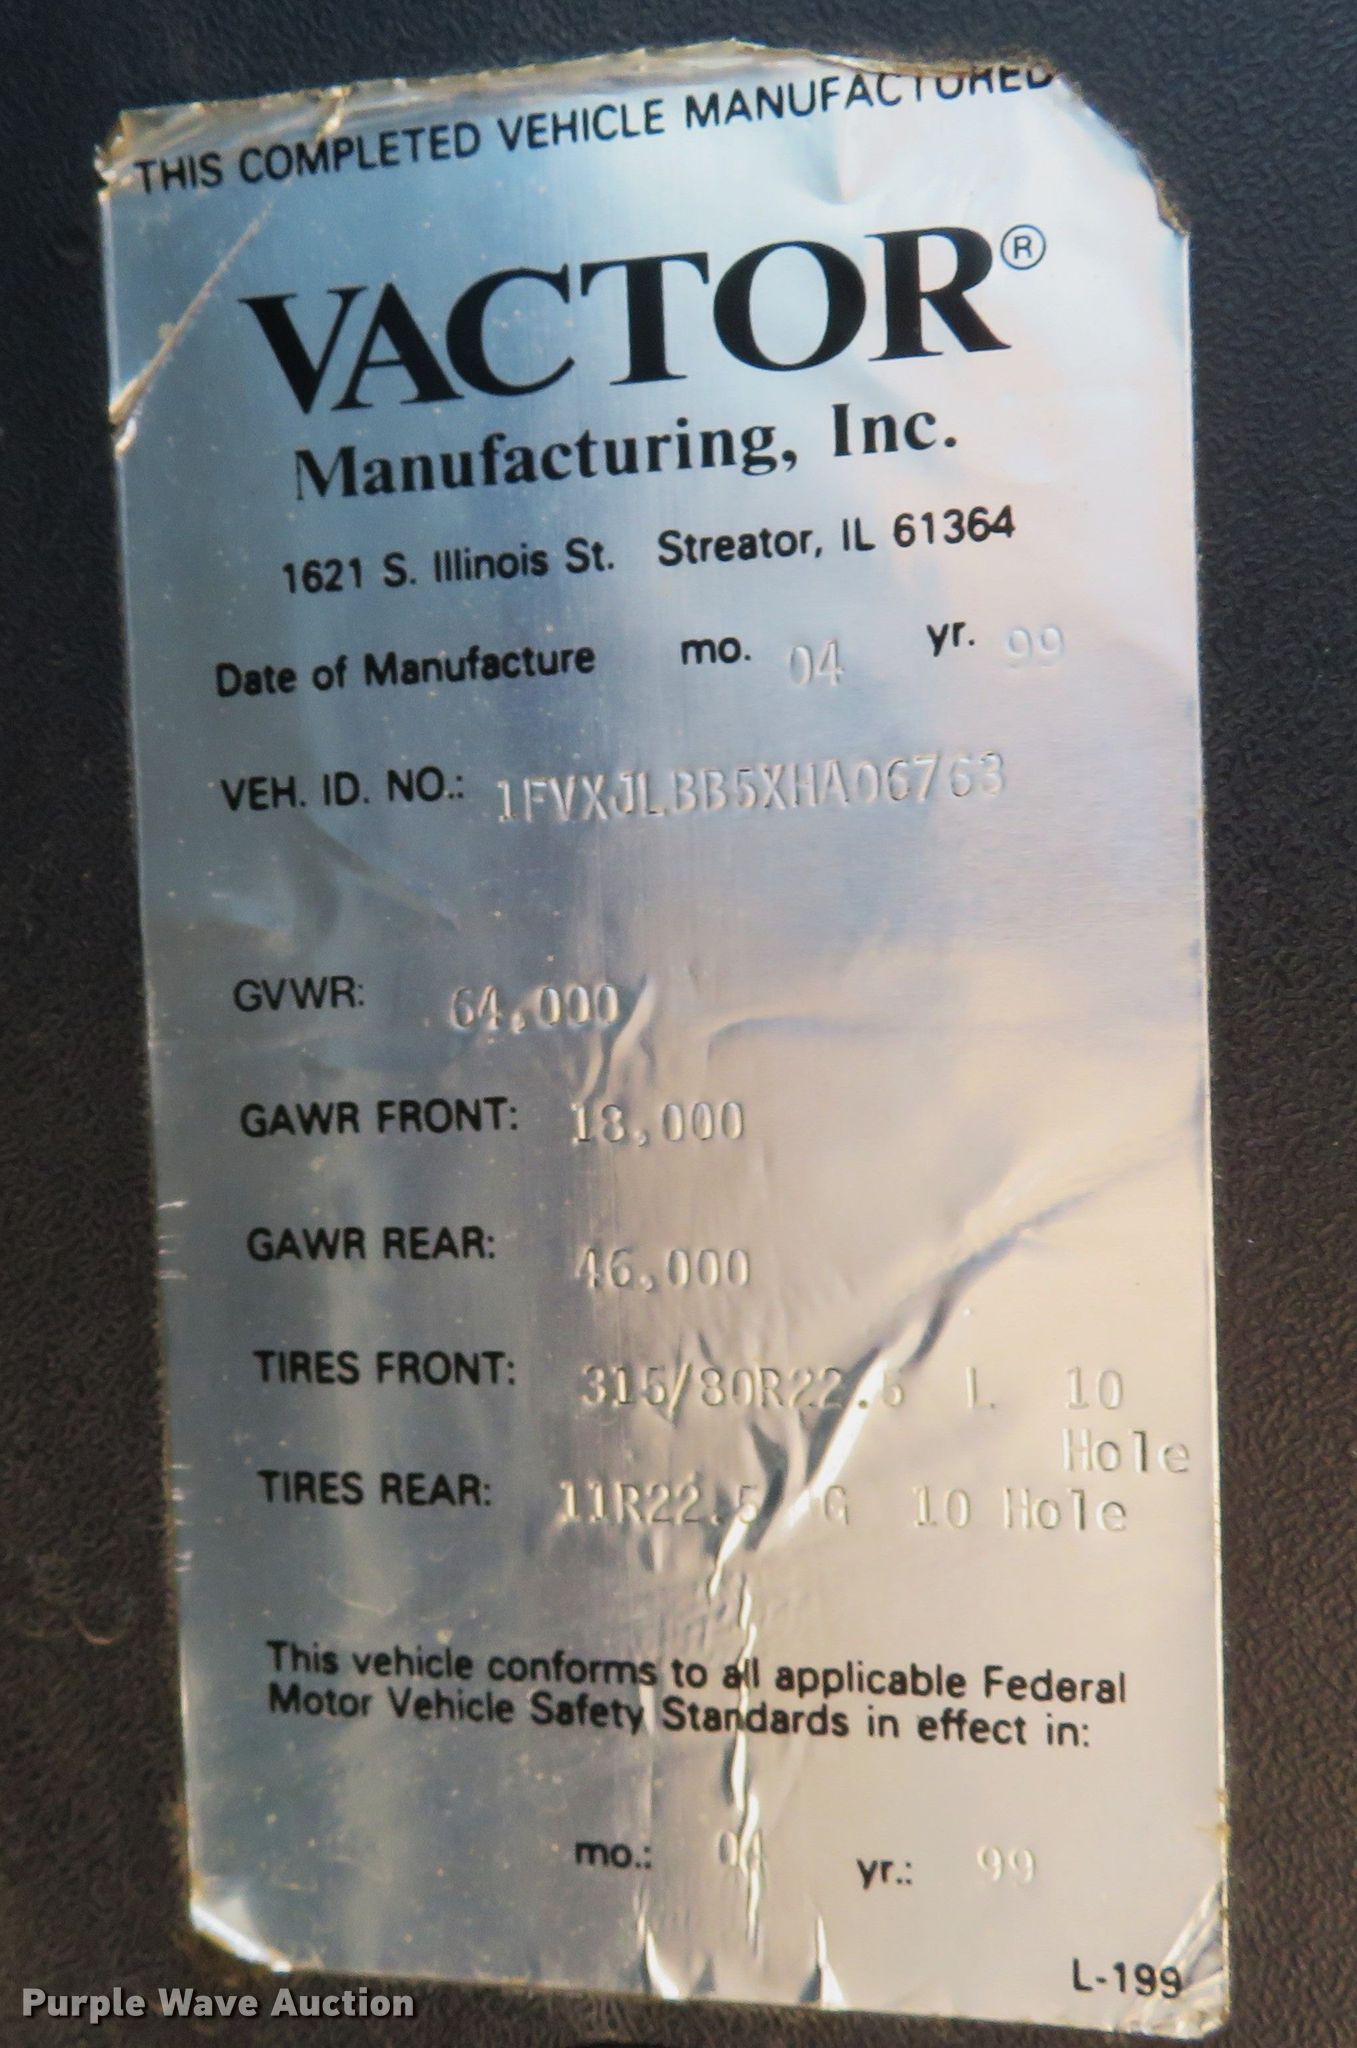 THIS COMPLETED VEHICLE MANUFACTURED
VACTOR®
Manufacturing, Inc.
1621 S. Illinois St. Streator, IL 61364
Date of Manufacture mo. 04 yr. 99
VEH. ID. NO.: 1FVXJLBB5XHA06763
GVWR: 64,000
GAWR FRONT: 18,000
GAWR REAR: 46,000
TIRES FRONT: 315/80R22.5 L 10
Hole
TIRES REAR: 11R22.5 G 10 Hole
This vehicle conforms to all applicable Federal
Motor Vehicle Safety Standards in effect in:
mo.: 04 yr.: 99
L-199
Purple Wave Auction